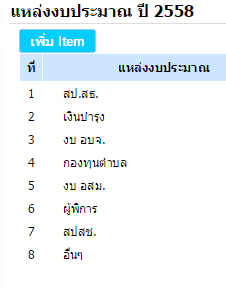 แหล่งงบประมาณ ปี 2558
เพิ่ม Item
ที่ แหล่งงบประมาณ
1 สป.สธ.
2 เงินบำรุง
3 งบ อบจ.
4 กองทุนตำบล
5 งบ อสม.
6 ผู้พิการ
7 สปสช.
8 อื่นๆ